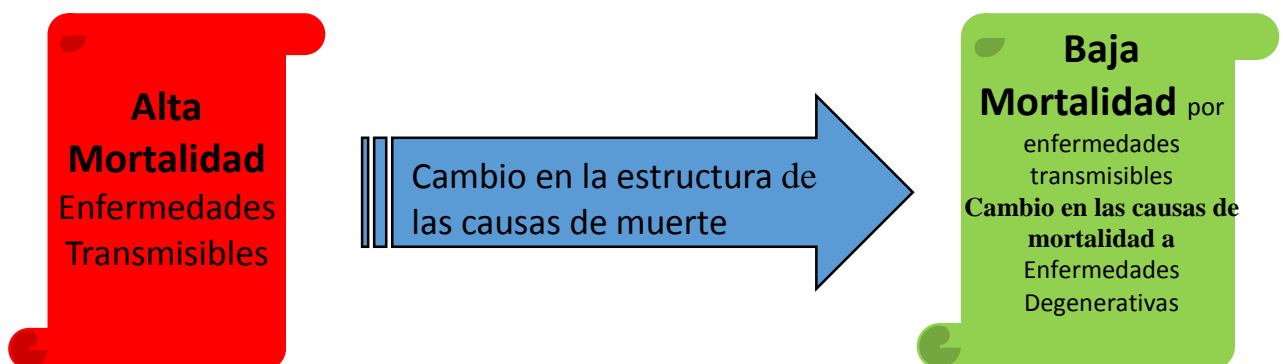 Alta
Mortalidad
Enfermedades
Transmisibles
Cambio en la estructura de
las causas de muerte
Baja
Mortalidad por
enfermedades
transmisibles
Cambio en las causas de
mortalidad a
Enfermedades
Degenerativas